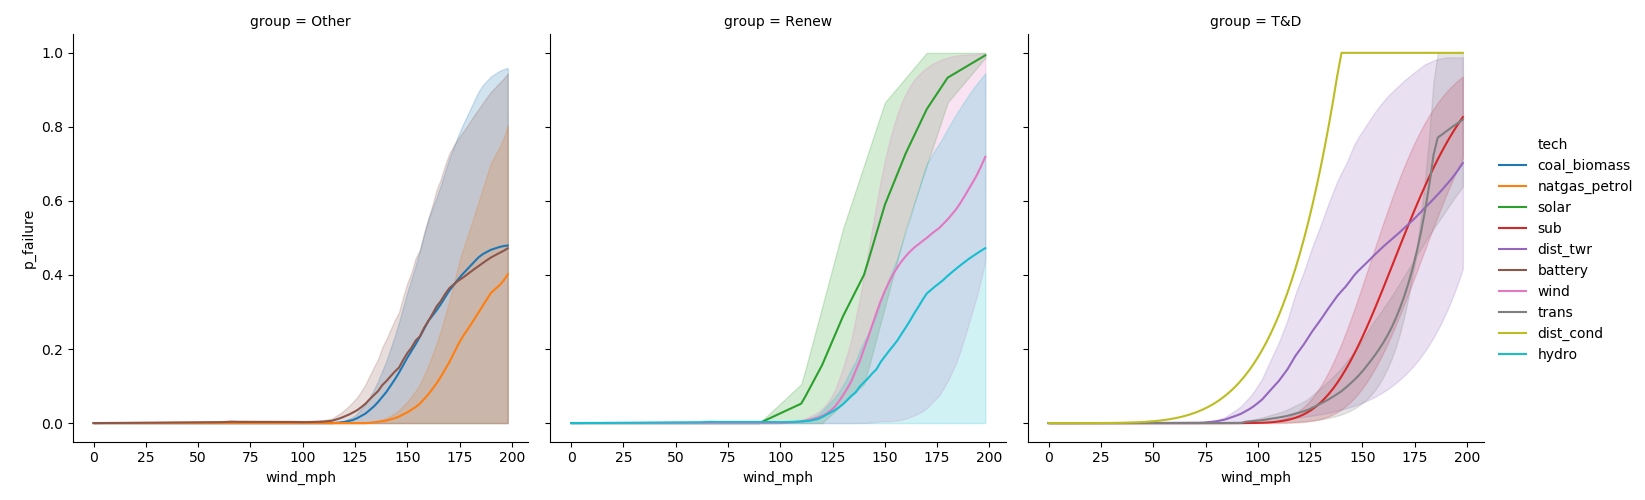 group = Other
group = Renew
group = T&D
p_failure
1.0
0.8
0.6
0.4
0.2
0.0
0 25 50 75 100 125 150 175 200
0 25 50 75 100 125 150 175 200
0 25 50 75 100 125 150 175 200
wind_mph
wind_mph
wind_mph
tech
coal_biomass
natgas_petrol
solar
sub
dist_twr
battery
wind
trans
dist_cond
hydro